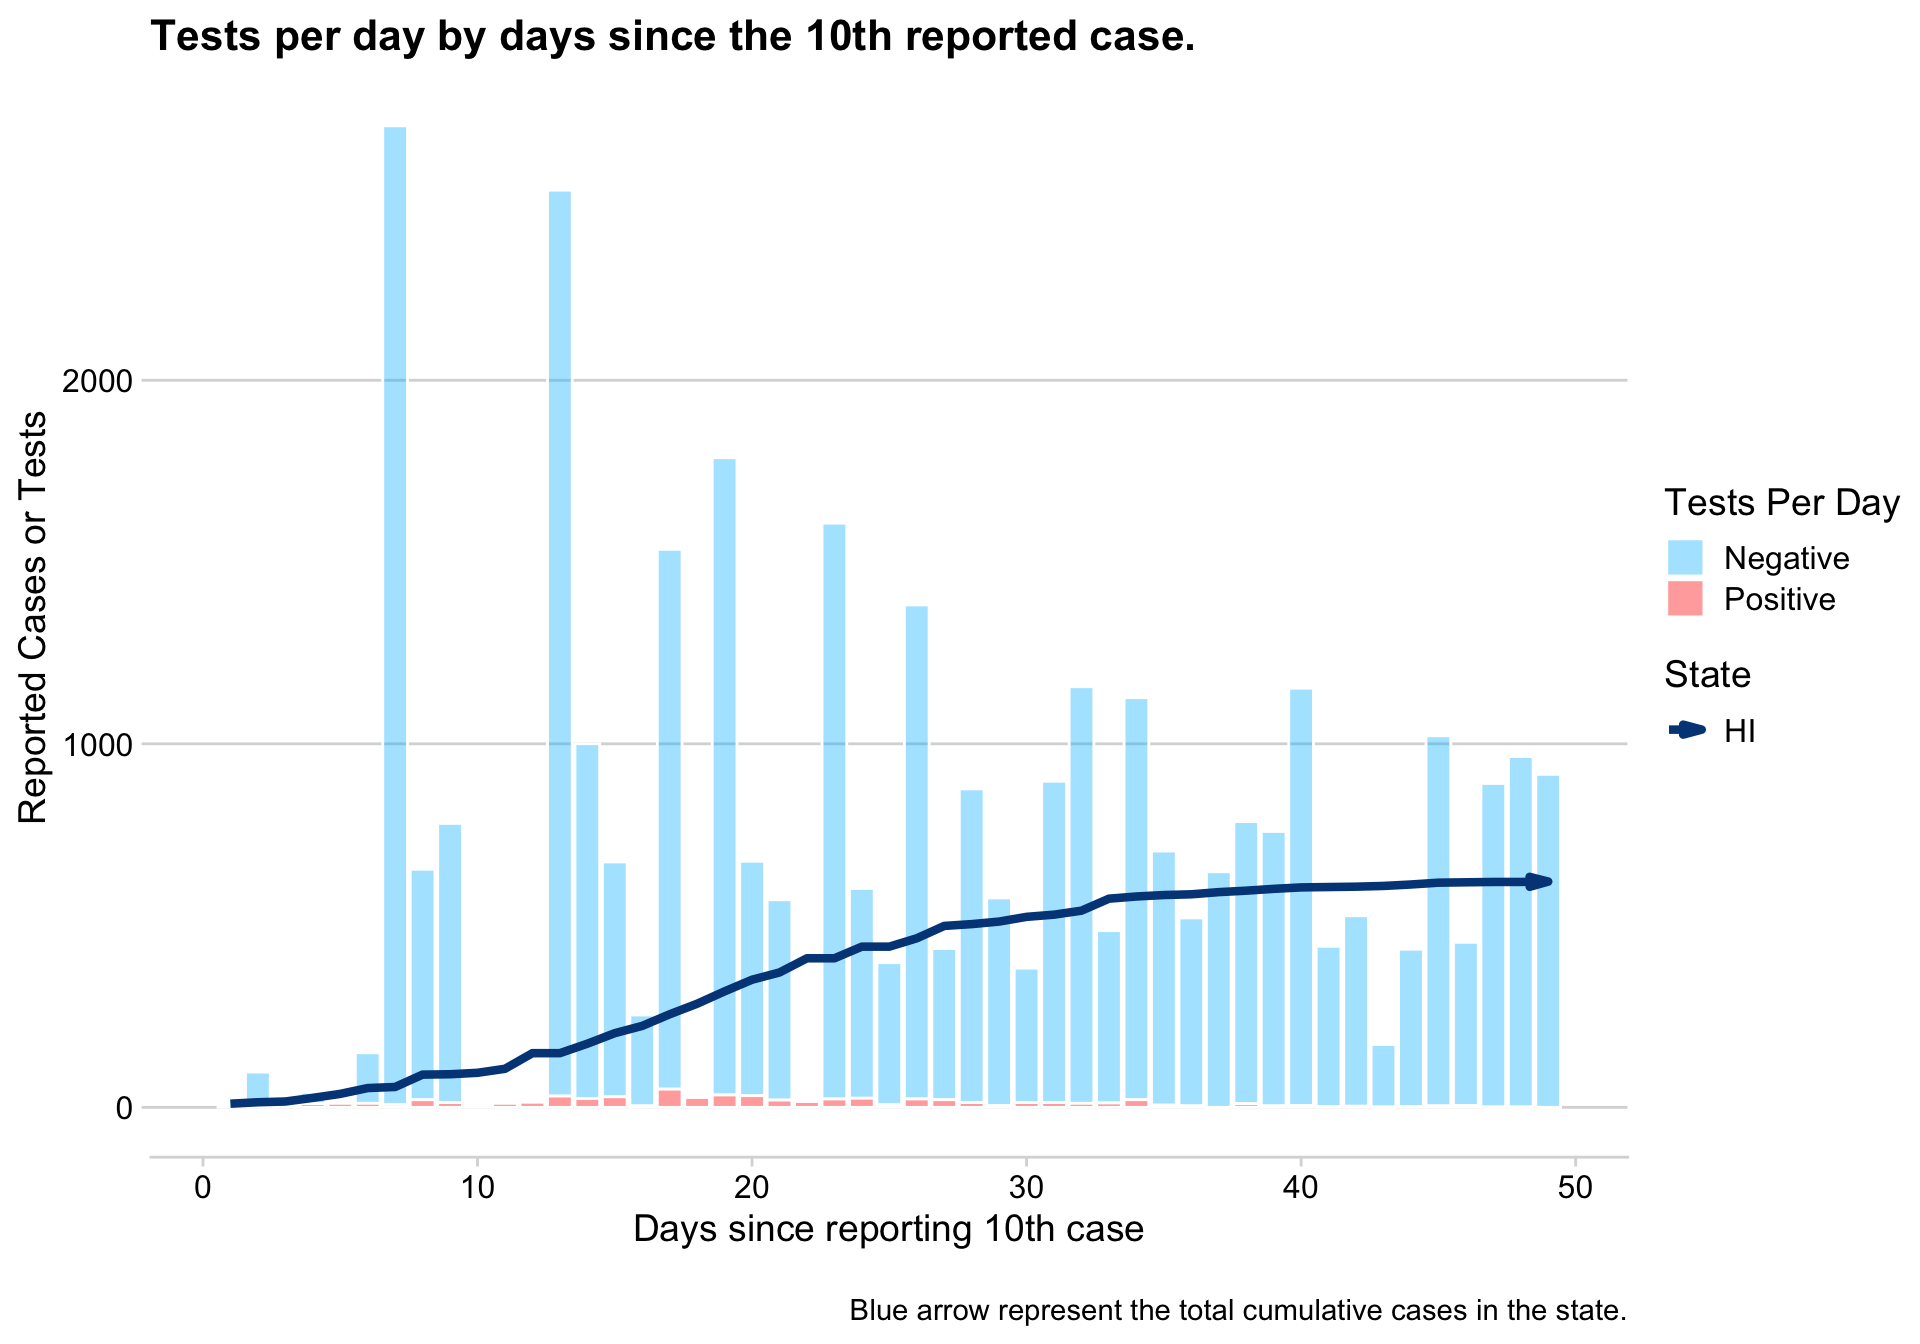 Tests per day by days since the 10th reported case.
Reported Cases or Tests
2000
1000
0
0 10 20 30 40 50
Days since reporting 10th case
Tests Per Day
Negative
Positive
State
HI
Blue arrow represent the total cumulative cases in the state.